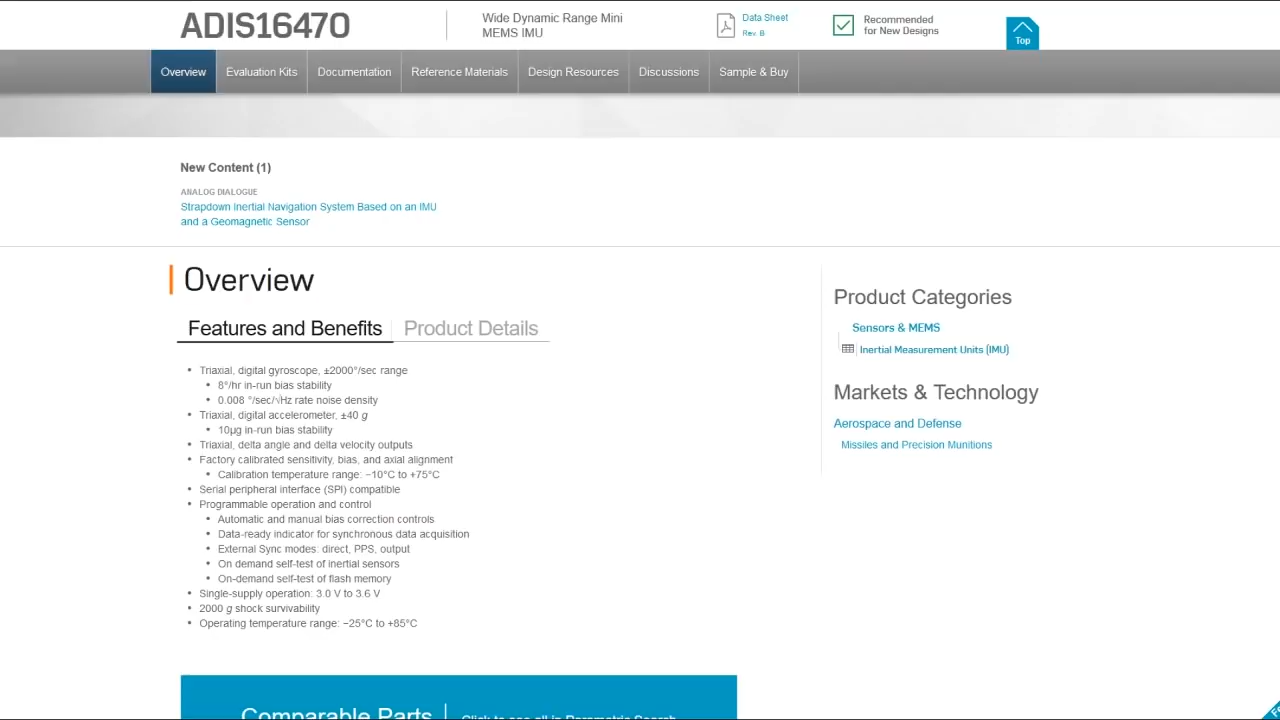 ADIS16470
Wide Dynamic Range Mini
MEMS IMU
Data Sheet
Rev. B
Recommended
for New Designs
Top
Overview
Evaluation Kits
Documentation
Reference Materials
Design Resources
Discussions
Sample & Buy
New Content (1)
ANALOG DIALOGUE
Strapdown Inertial Navigation System Based on an IMU
and a Geomagnetic Sensor
Overview
Features and Benefits
Product Details
Triaxial, digital gyroscope, ±2000°/sec range
8°/hr in-run bias stability
0.008 °/sec/√Hz rate noise density
Triaxial, digital accelerometer, ±40 g
10μg in-run bias stability
Triaxial, delta angle and delta velocity outputs
Factory calibrated sensitivity, bias, and axial alignment
Calibration temperature range: −10°C to +75°C
Serial peripheral interface (SPI) compatible
Programmable operation and control
Automatic and manual bias correction controls
Data-ready indicator for synchronous data acquisition
External Sync modes: direct, PPS, output
On demand self-test of inertial sensors
On-demand self-test of flash memory
Single-supply operation: 3.0 V to 3.6 V
2000 g shock survivability
Operating temperature range: −25°C to +85°C
Product Categories
Sensors & MEMS
Inertial Measurement Units (IMU)
Markets & Technology
Aerospace and Defense
Missiles and Precision Munitions
Comparable Parts
Click to see all in Parametric Search